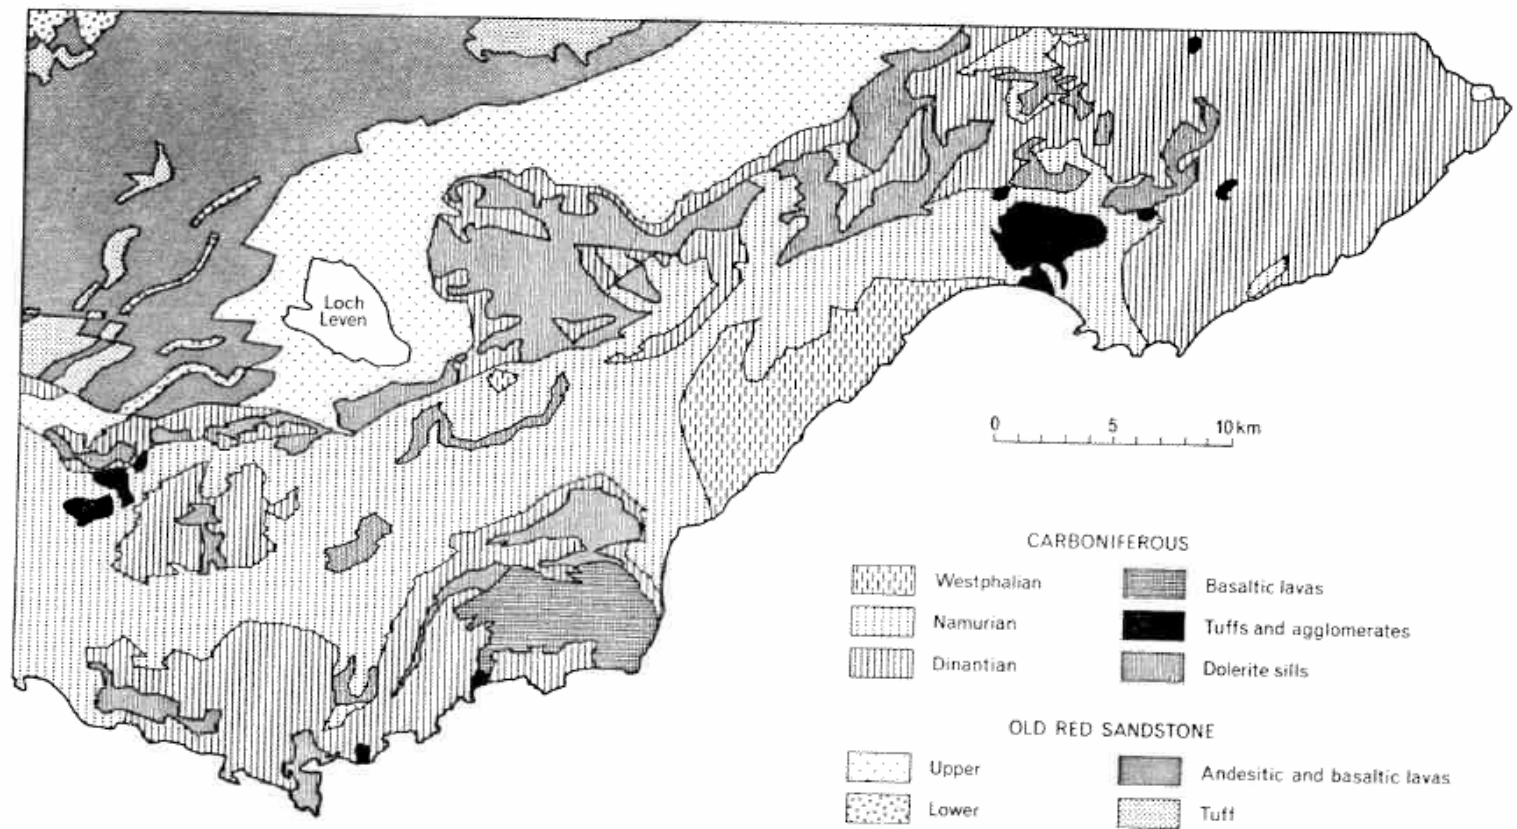 Loch
Leven
0 5 10 km
CARBONIFEROUS
Westphalian
Basaltic lavas
Namurian
Tuffs and agglomerates
Dinantian
Dolerite sills
OLD RED SANDSTONE
Upper
Andesitic and basaltic lavas
Lower
Tuff